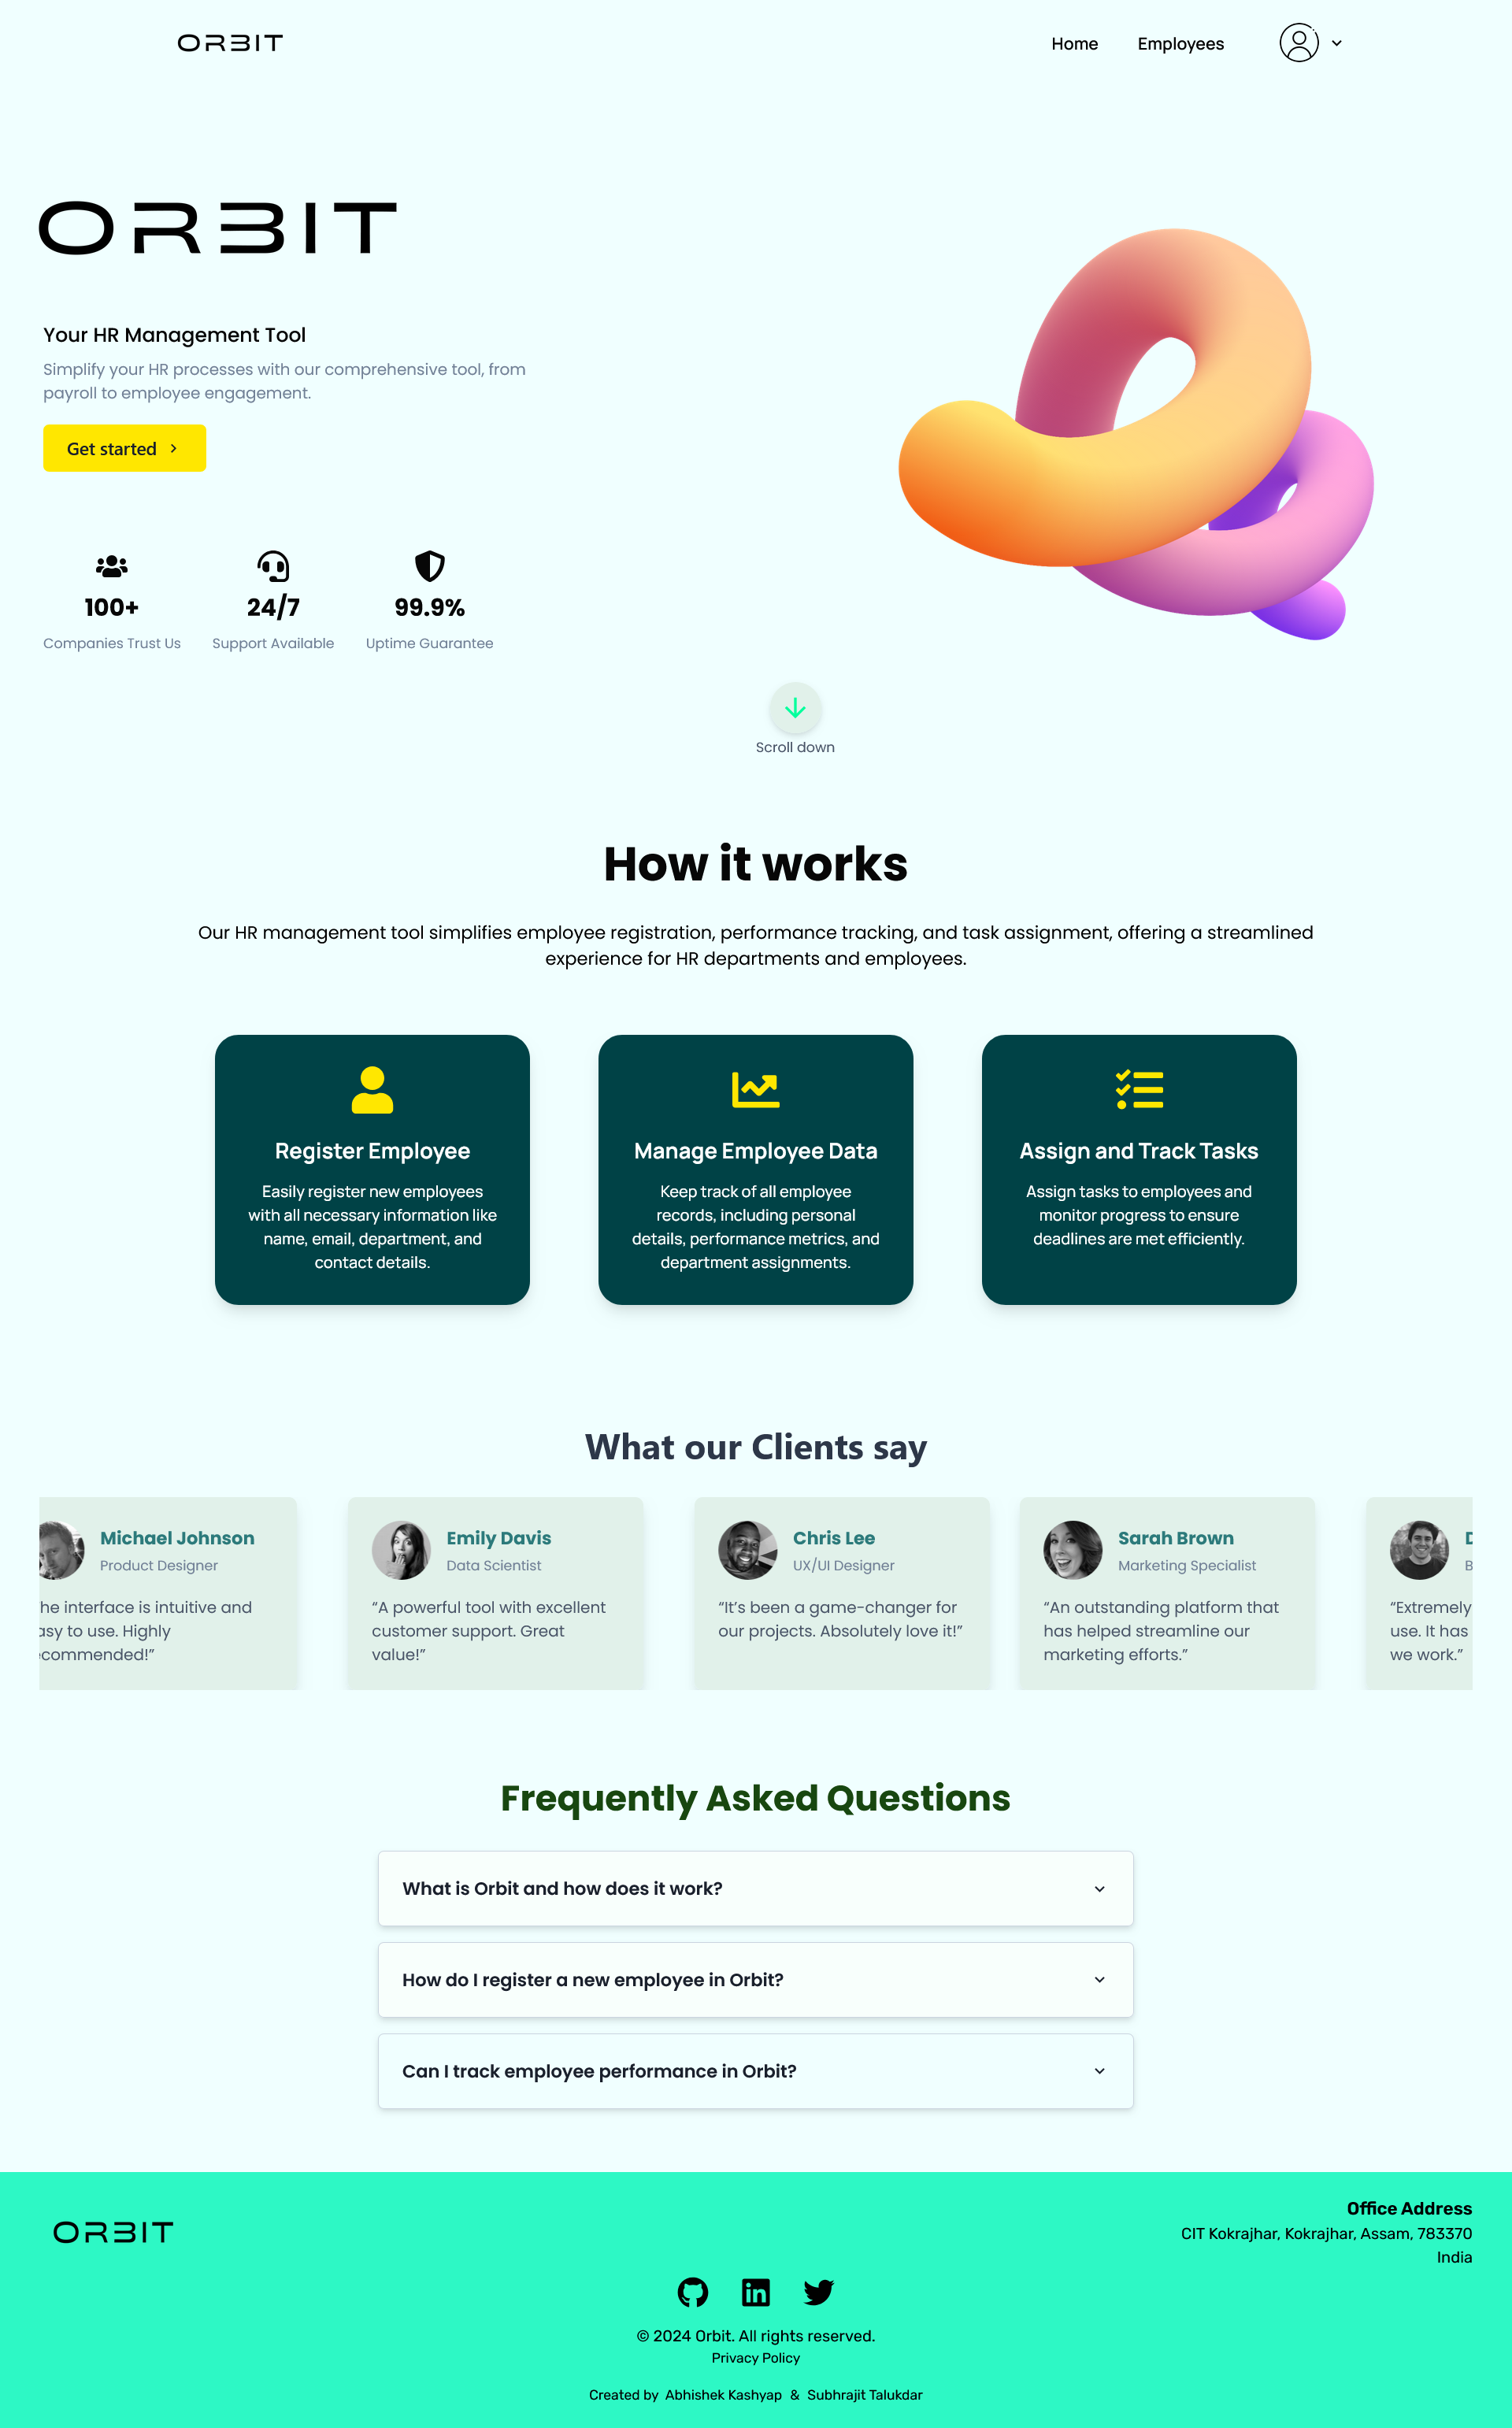 ORBIT
Home
Employees
ORBIT
Your HR Management Tool
Simplify your HR processes with our comprehensive tool, from
payroll to employee engagement.
Get started
100+
Companies Trust Us
24/7
Support Available
99.9%
Uptime Guarantee
Scroll down
How it works
Our HR management tool simplifies employee registration, performance tracking, and task assignment, offering a streamlined
experience for HR departments and employees.
Register Employee
Easily register new employees
with all necessary information like
name, email, department, and
contact details.
Manage Employee Data
Keep track of all employee
records, including personal
details, performance metrics, and
department assignments.
Assign and Track Tasks
Assign tasks to employees and
monitor progress to ensure
deadlines are met efficiently.
What our Clients say
Michael Johnson
Product Designer
he interface is intuitive and
asy to use. Highly
commended!”
Emily Davis
Data Scientist
“A powerful tool with excellent
customer support. Great
value!”
Chris Lee
UX/UI Designer
“It’s been a game-changer for
our projects. Absolutely love it!”
Sarah Brown
Marketing Specialist
“An outstanding platform that
has helped streamline our
marketing efforts.”
“Extremely
use. It has
we work.”
Frequently Asked Questions
What is Orbit and how does it work?
How do I register a new employee in Orbit?
Can I track employee performance in Orbit?
ORBIT
Office Address
CIT Kokrajhar, Kokrajhar, Assam, 783370
India
© 2024 Orbit. All rights reserved.
Privacy Policy
Created by Abhishek Kashyap & Subhrajit Talukdar